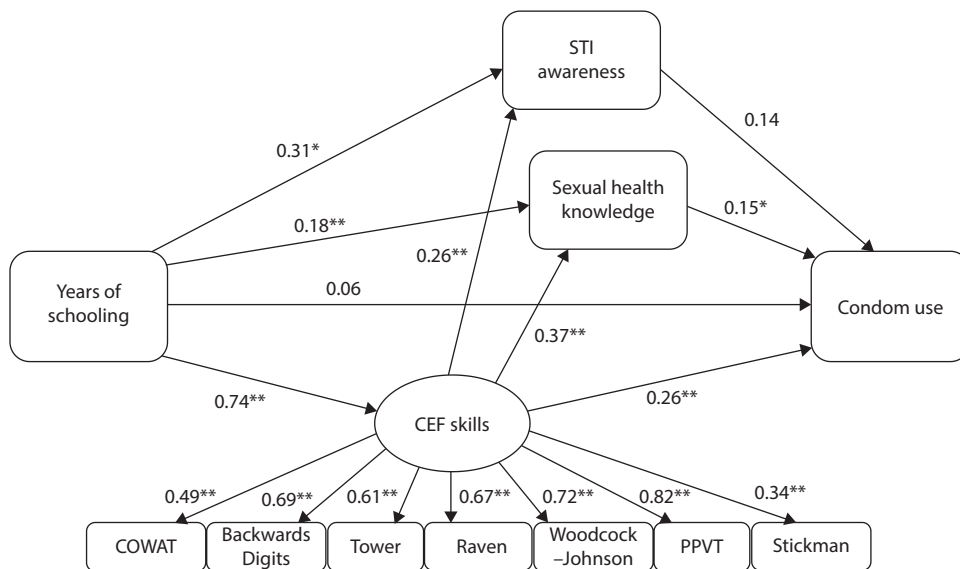 STI
awareness
0.14
0.31*
Sexual health
knowledge
0.15*
0.18**
0.26**
Years of
schooling
0.06
Condom use
0.37**
0.74**
CEF skills
0.26**
0.49**
0.69**
0.61**
0.67**
0.72**
0.82**
0.34**
COWAT
Backwards
Digits
Tower
Raven
Woodcock
–Johnson
PPVT
Stickman